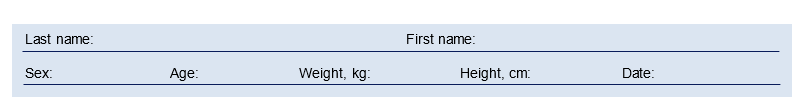 Last name: First name:
Sex: Age: Weight, kg: Height, cm: Date: